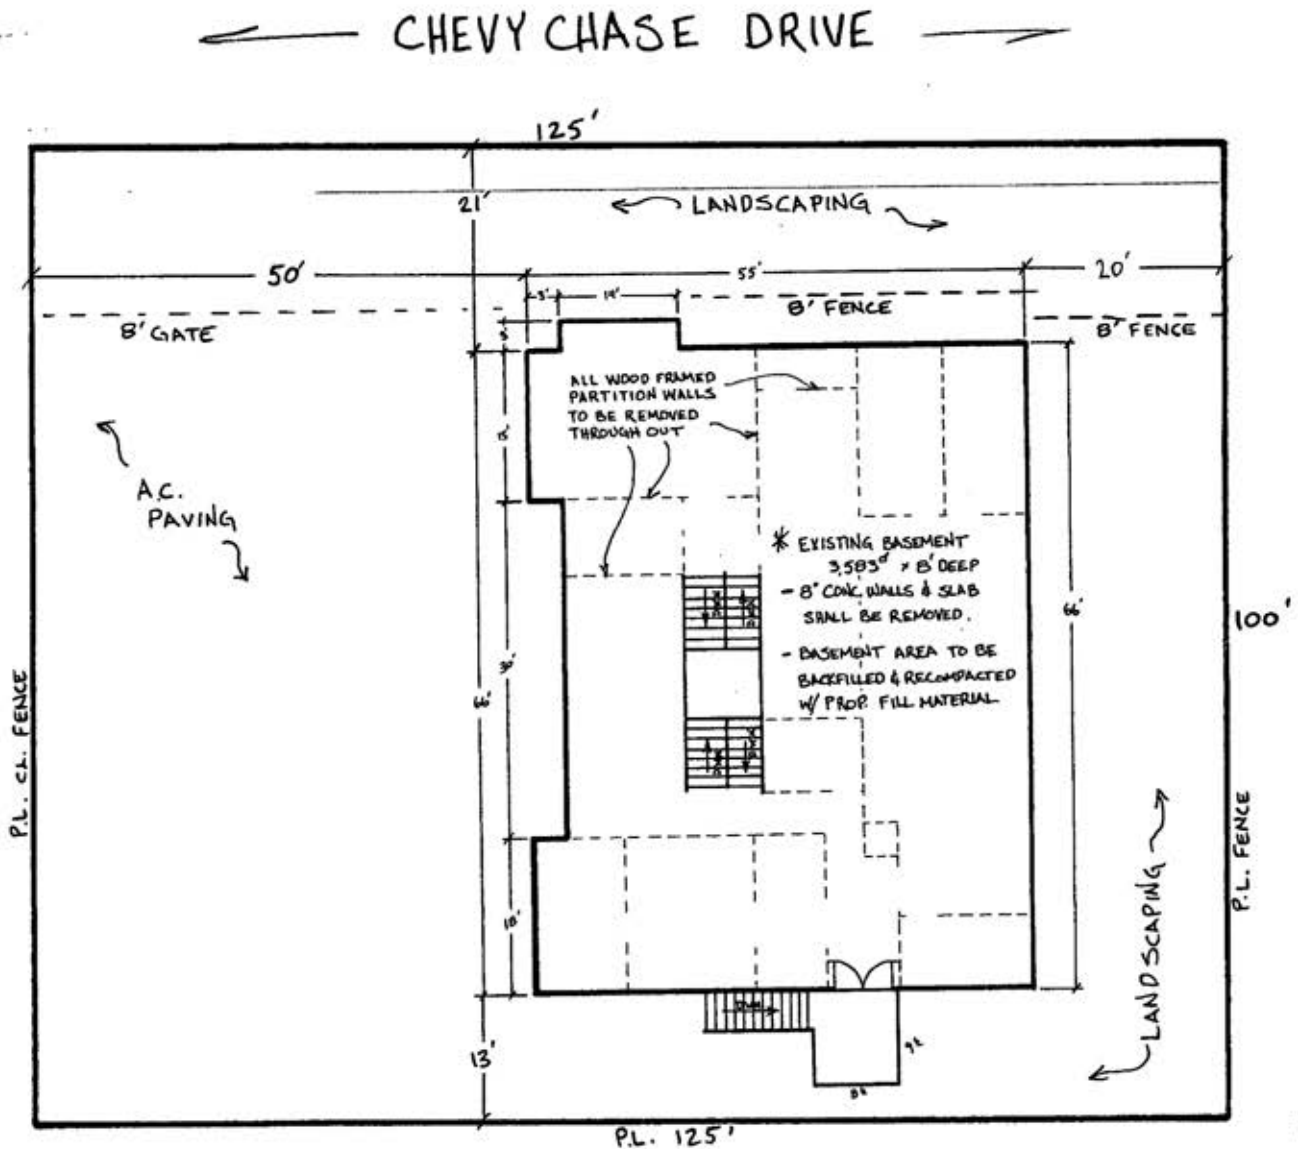 CHEVY CHASE DRIVE
125'
21'
LANDSCAPING
50'
55'
20'
3'
14'
8' GATE
8' FENCE
8' FENCE
ALL WOOD FRAMED
PARTITION WALLS
TO BE REMOVED
THROUGH OUT
A.C.
PAVING
* EXISTING BASEMENT
3,583 × 8' DEEP
- 8" CONC. WALLS & SLAB
SHALL BE REMOVED.
- BASEMENT AREA TO BE
BACKFILLED & RECOMPACTED
W/ PROP. FILL MATERIAL
66'
100'
66'
P.L. CL. FENCE
P.L. FENCE
LANDSCAPING
13'
P.L. 125'